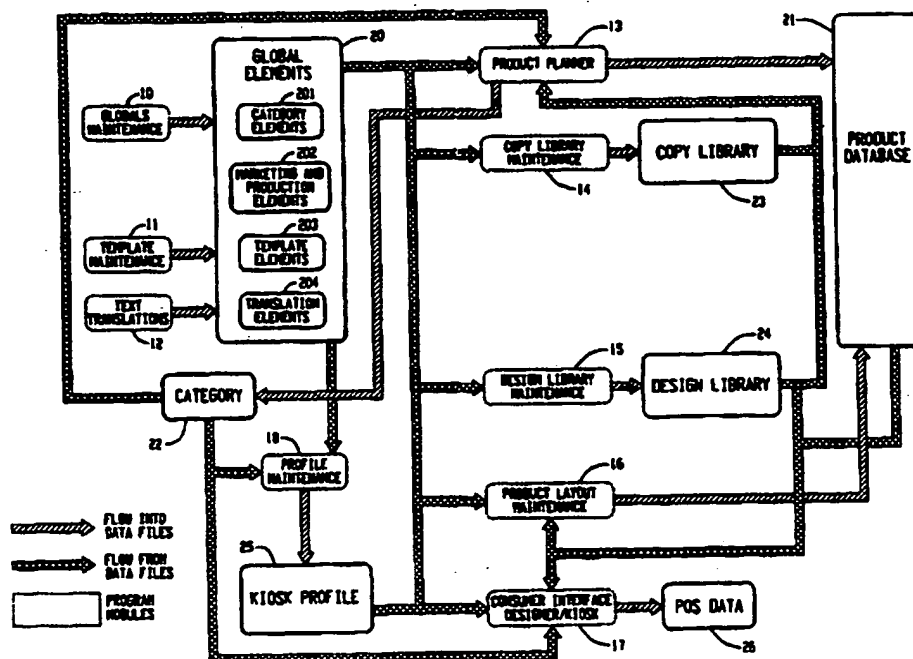 20
GLOBAL
ELEMENTS
13
PRODUCT PLANNER
21
PRODUCT
DATABASE
10
GLOBALS
MAINTENANCE
201
CATEGORY
ELEMENTS
202
MARKETING AND
PRODUCTION
ELEMENTS
COPY LIBRARY
MAINTENANCE
14
COPY LIBRARY
23
11
TEMPLATE
MAINTENANCE
203
TEMPLATE
ELEMENTS
TEXT
TRANSLATIONS
12
204
TRANSLATION
ELEMENTS
15
DESIGN LIBRARY
MAINTENANCE
24
DESIGN LIBRARY
CATEGORY
22
18
PROFILE
MAINTENANCE
16
PRODUCT LAYOUT
MAINTENANCE
FLOW INTO
DATA FILES
FLOW FROM
DATA FILES
PROGRAM
MODULES
25
KIOSK PROFILE
CONSUMER INTERFACE
DESIGNER/KIOSK
17
POS DATA
26